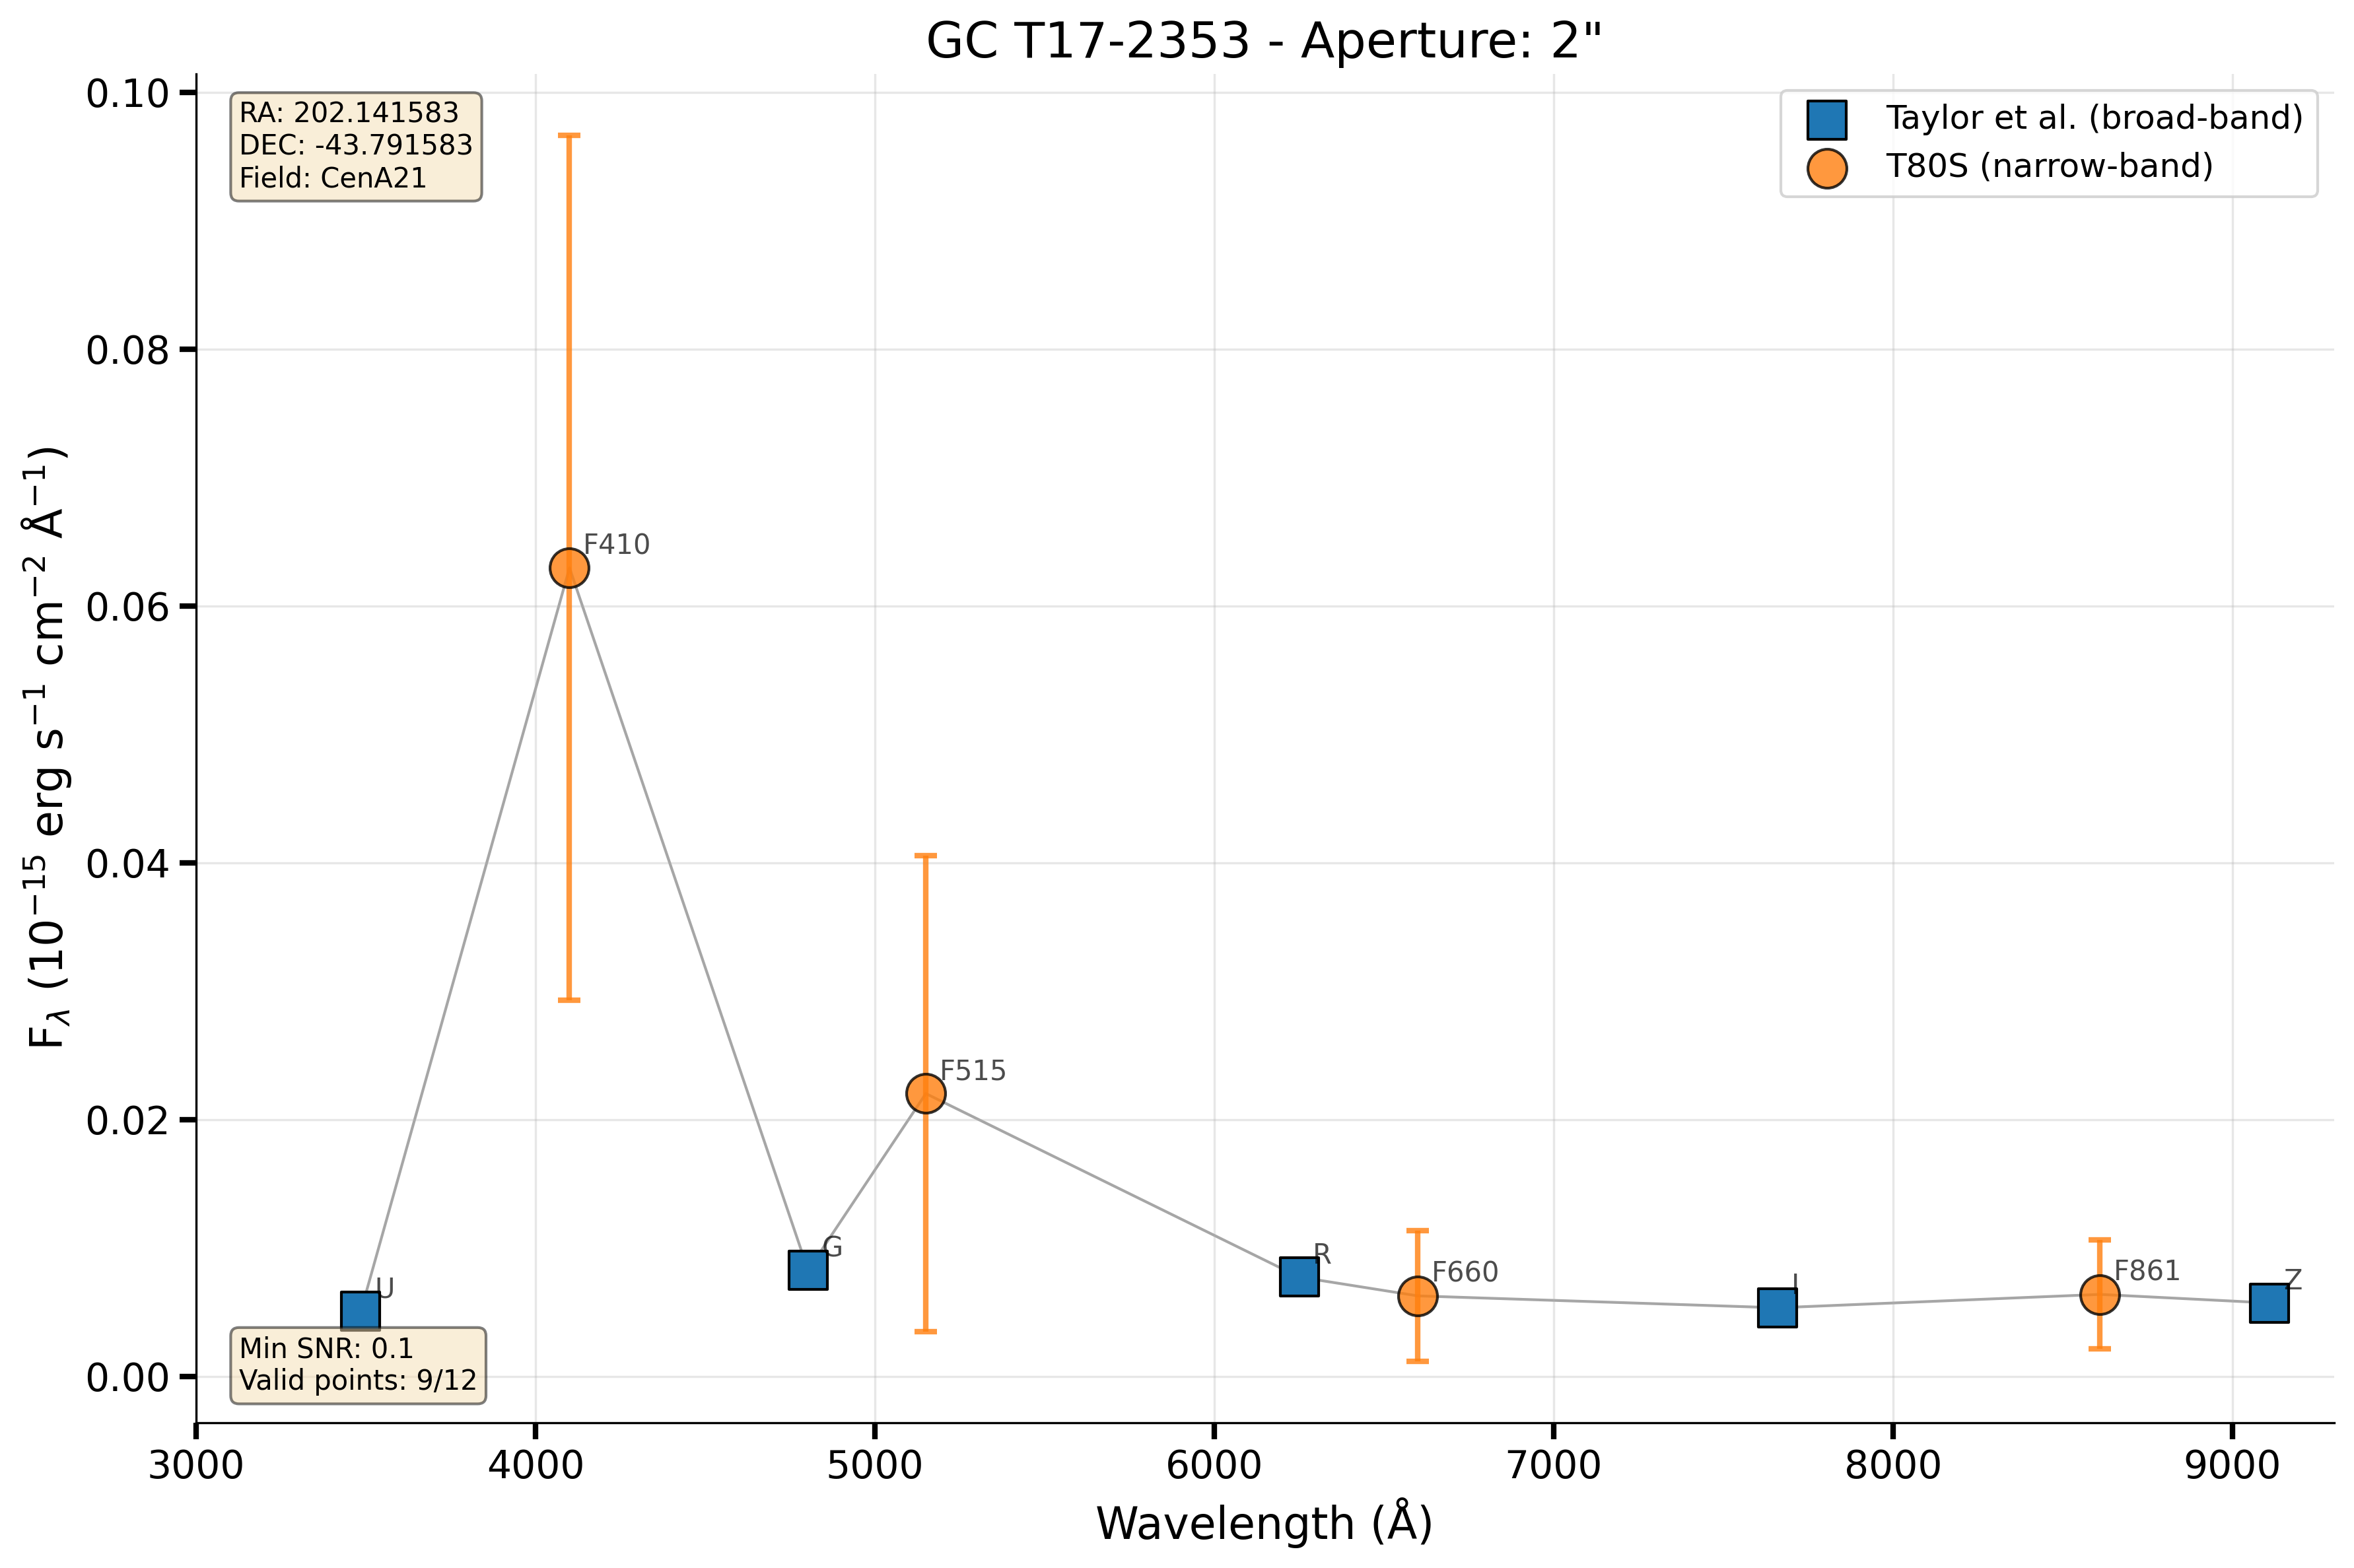 GC T17-2353 - Aperture: 2"
RA: 202.141583
DEC: -43.791583
Field: CenA21
Taylor et al. (broad-band)
T80S (narrow-band)
0.10
0.08
0.06
0.04
0.02
0.00
F410
F515
G
U
R
F660
I
F861
Z
Min SNR: 0.1
Valid points: 9/12
3000 4000 5000 6000 7000 8000 9000
Wavelength (Å)
Fλ (10⁻¹⁵ erg s⁻¹ cm⁻² Å⁻¹)